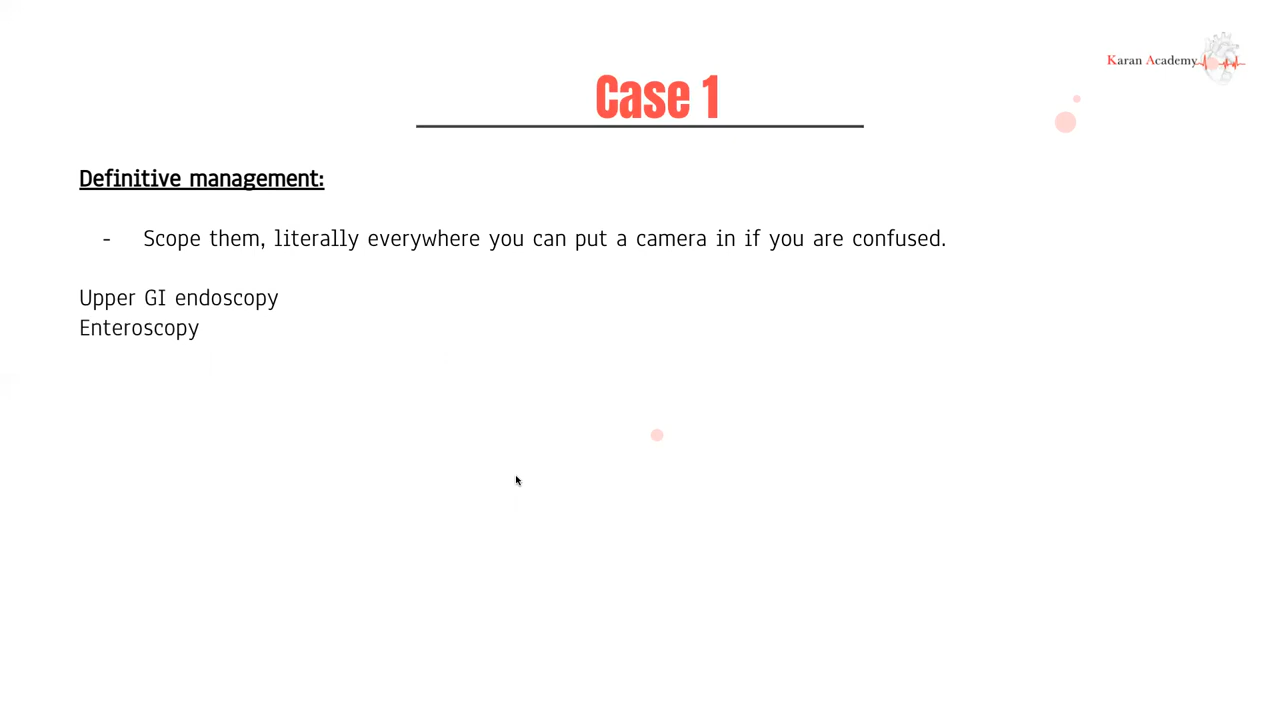 Karan Academy
Case 1
Definitive management:
- Scope them, literally everywhere you can put a camera in if you are confused.
Upper GI endoscopy
Enteroscopy